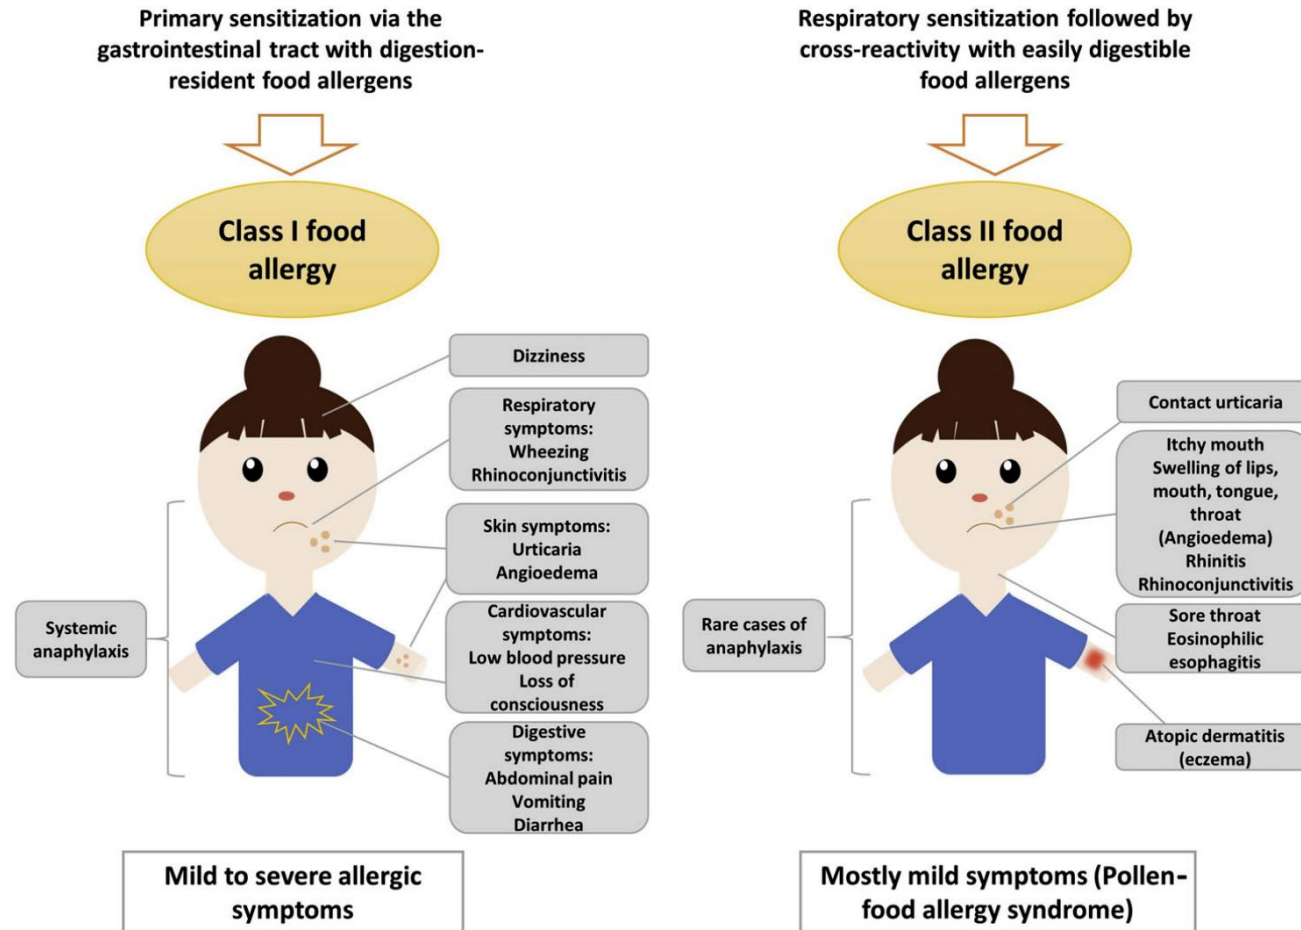 Primary sensitization via the
gastrointestinal tract with digestion-
resident food allergens
Class I food
allergy
Dizziness
Respiratory
symptoms:
Wheezing
Rhinoconjunctivitis
Skin symptoms:
Urticaria
Angioedema
Systemic
anaphylaxis
Cardiovascular
symptoms:
Low blood pressure
Loss of
consciousness
Digestive
symptoms:
Abdominal pain
Vomiting
Diarrhea
Mild to severe allergic
symptoms
Respiratory sensitization followed by
cross-reactivity with easily digestible
food allergens
Class II food
allergy
Contact urticaria
Itchy mouth
Swelling of lips,
mouth, tongue,
throat
(Angioedema)
Rhinitis
Rhinoconjunctivitis
Rare cases of
anaphylaxis
Sore throat
Eosinophilic
esophagitis
Atopic dermatitis
(eczema)
Mostly mild symptoms (Pollen-
food allergy syndrome)